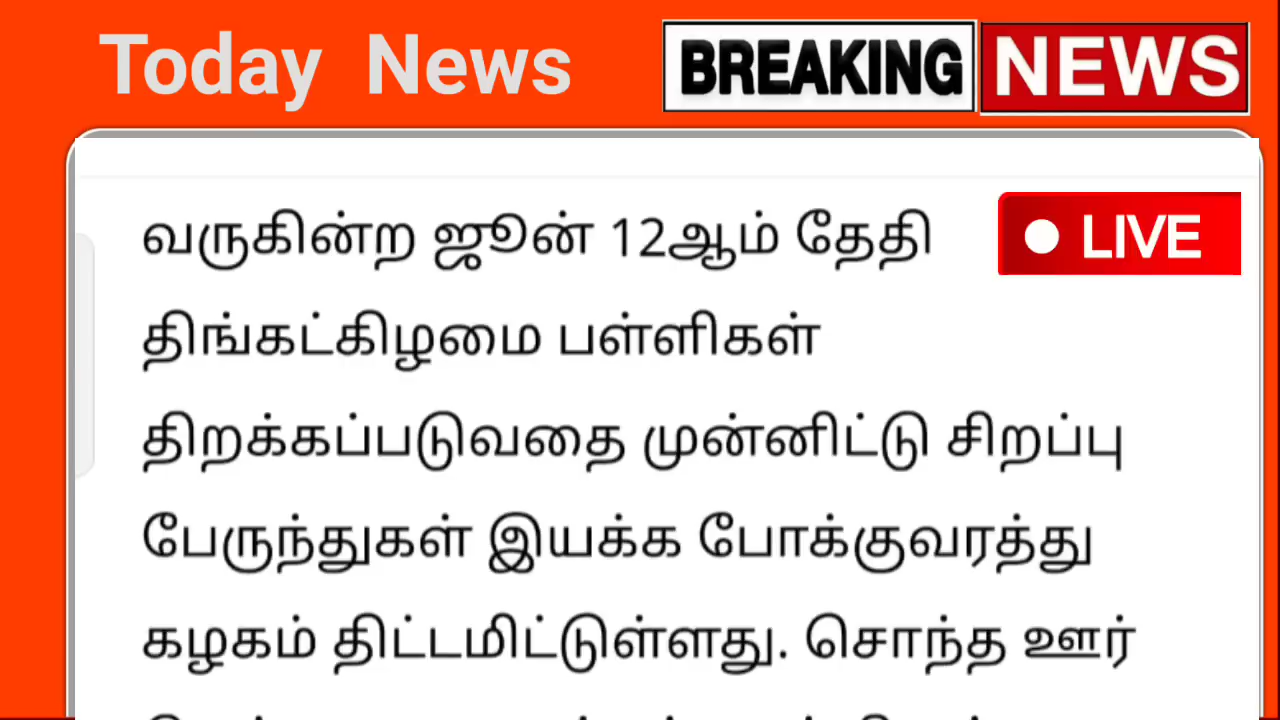 Today News
BREAKING NEWS
LIVE
வருகின்ற ஜூன் 12ஆம் தேதி
திங்கட்கிழமை பள்ளிகள்
திறக்கப்படுவதை முன்னிட்டு சிறப்பு
பேருந்துகள் இயக்க போக்குவரத்து
கழகம் திட்டமிட்டுள்ளது. சொந்த ஊர்